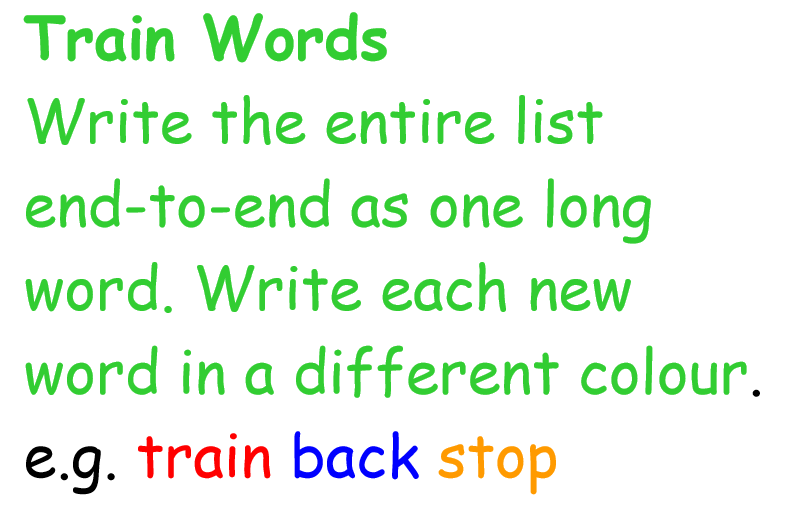 Train Words
Write the entire list
end-to-end as one long
word. Write each new
word in a different colour.
e.g. train back stop